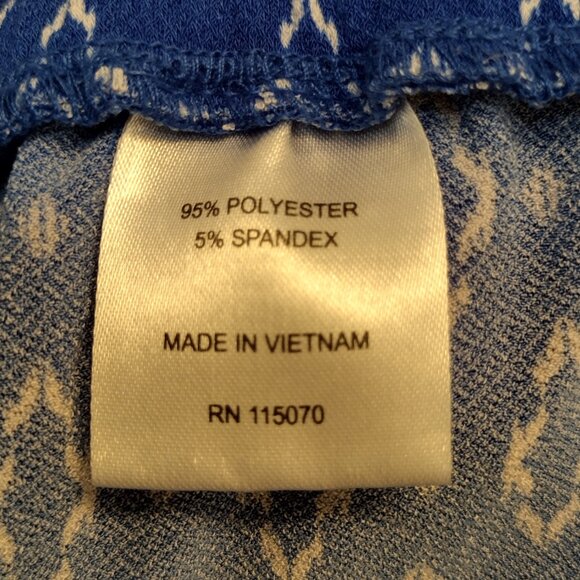 95% POLYESTER
5% SPANDEX
MADE IN VIETNAM
RN 115070